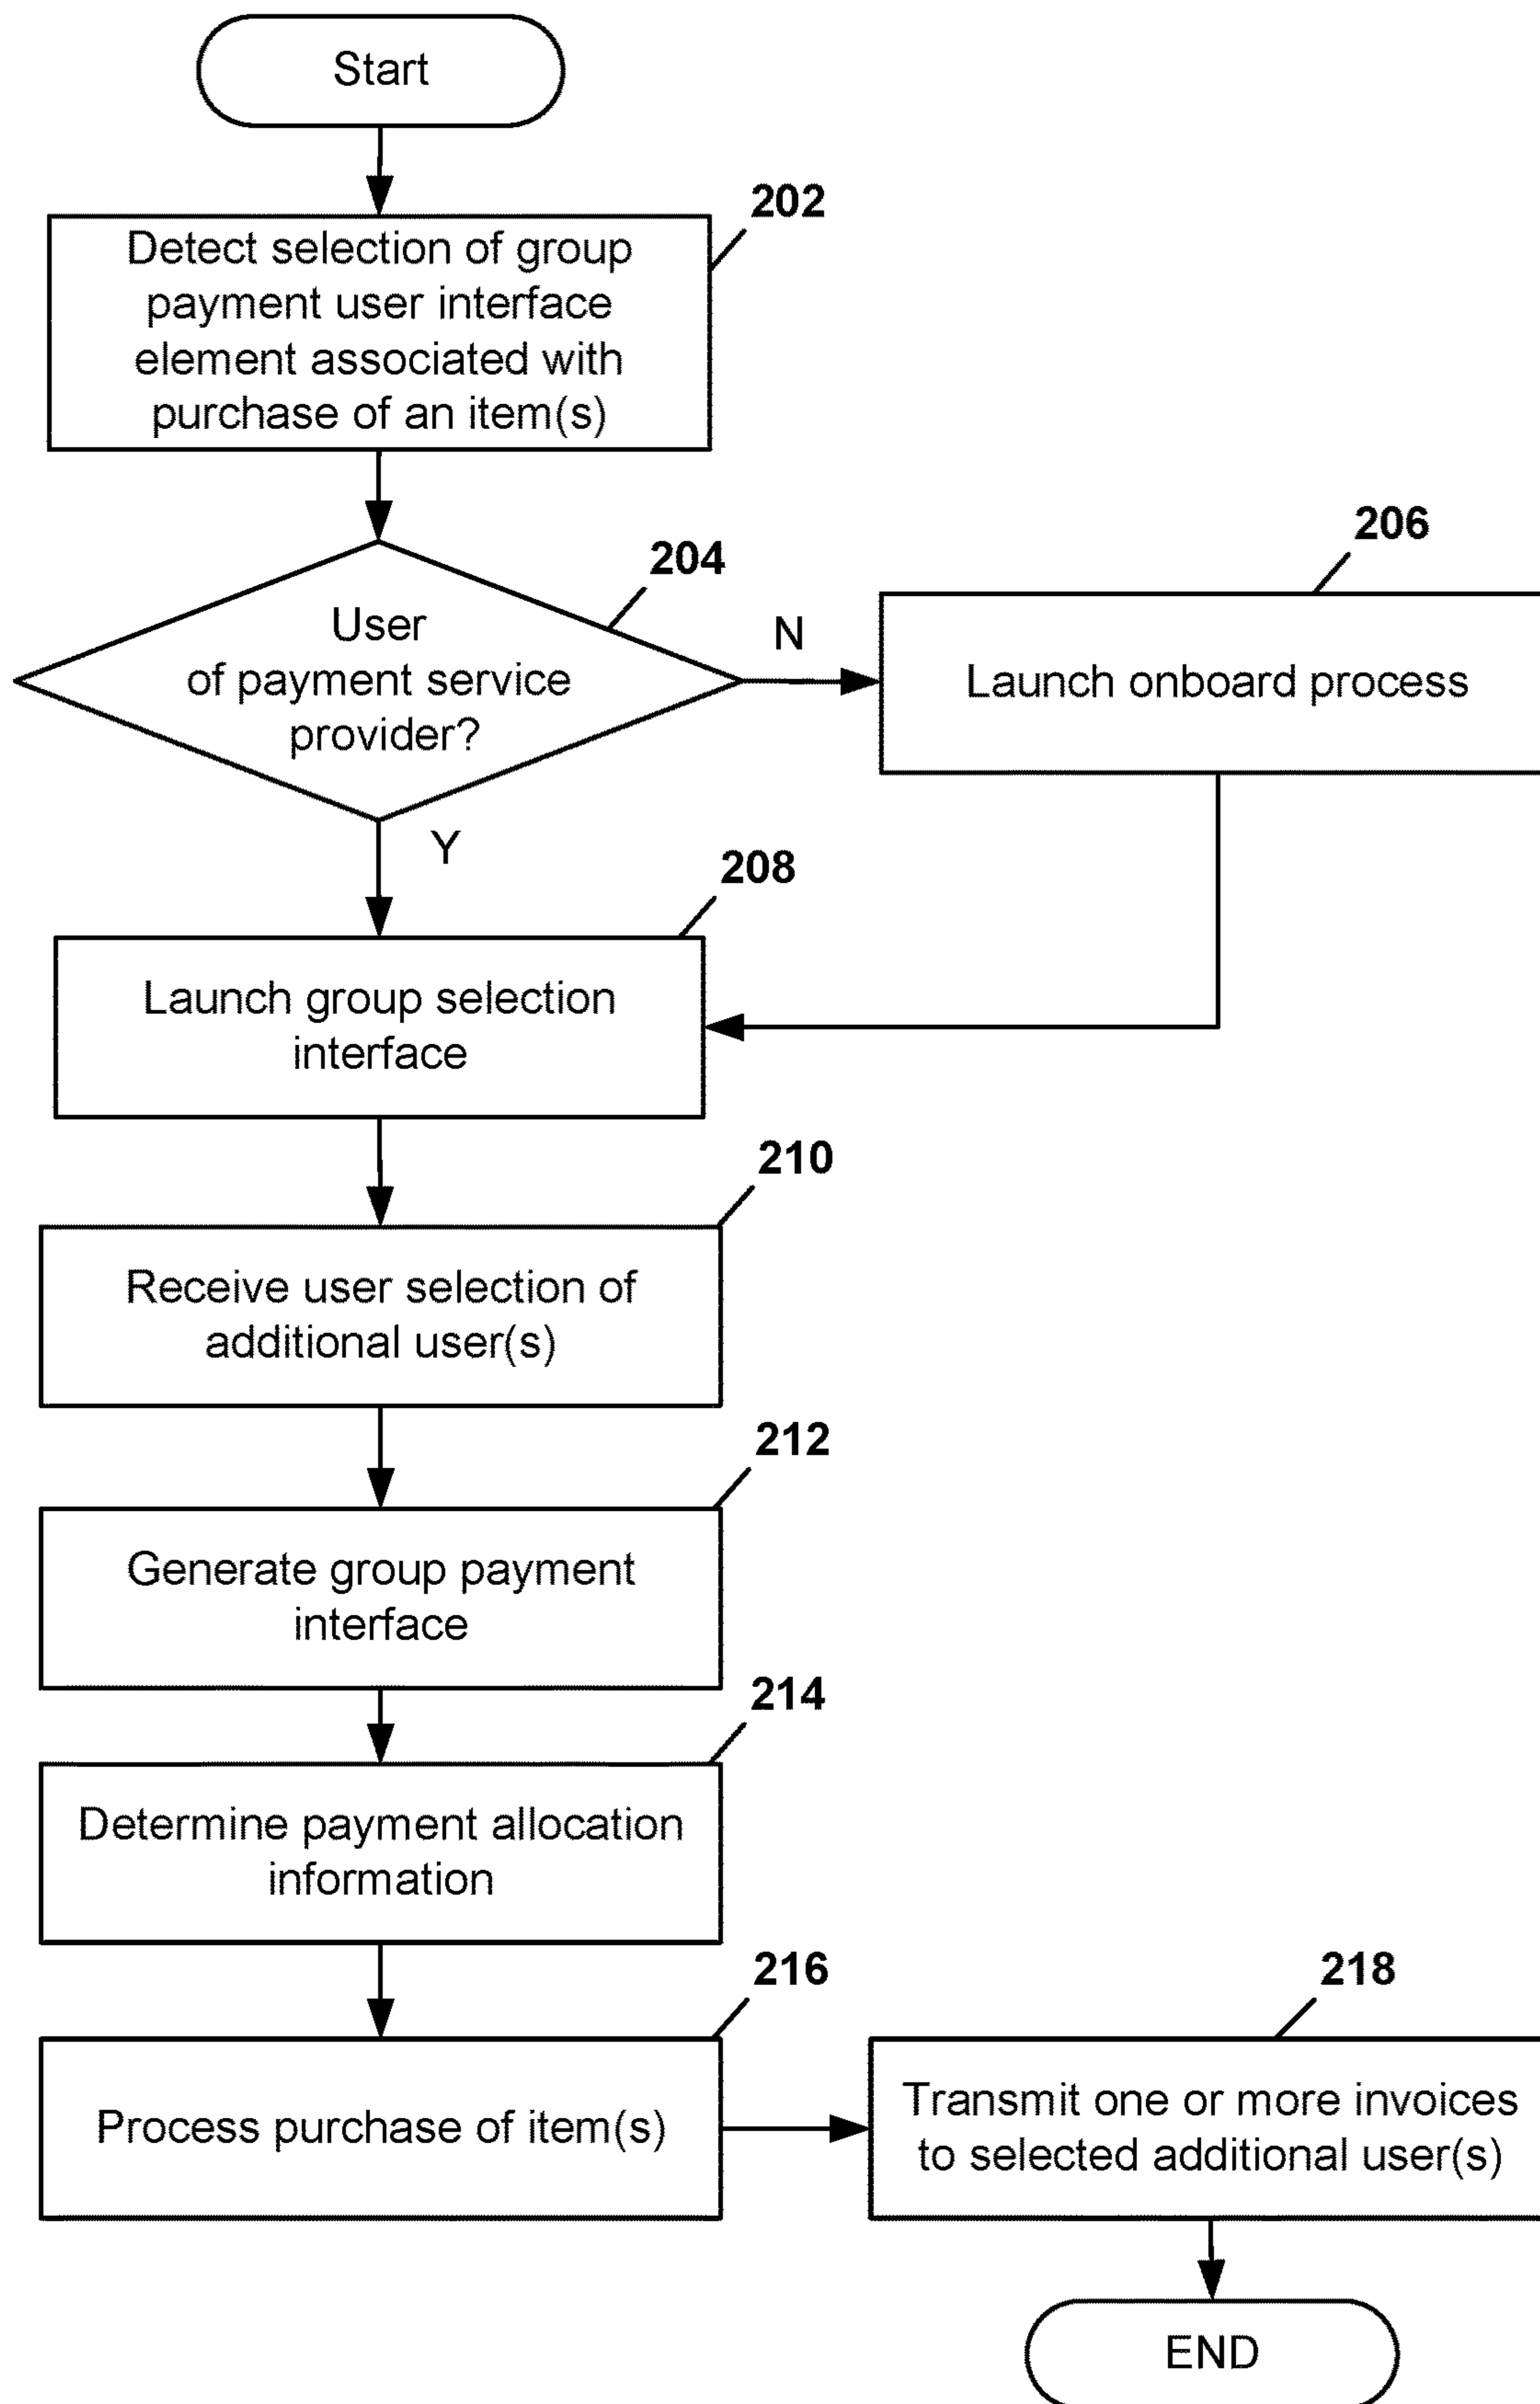 Start
202
Detect selection of group
payment user interface
element associated with
purchase of an item(s)
204
User
of payment service
provider?
N
206
Launch onboard process
Y
208
Launch group selection
interface
210
Receive user selection of
additional user(s)
212
Generate group payment
interface
214
Determine payment allocation
information
216
Process purchase of item(s)
218
Transmit one or more invoices
to selected additional user(s)
END